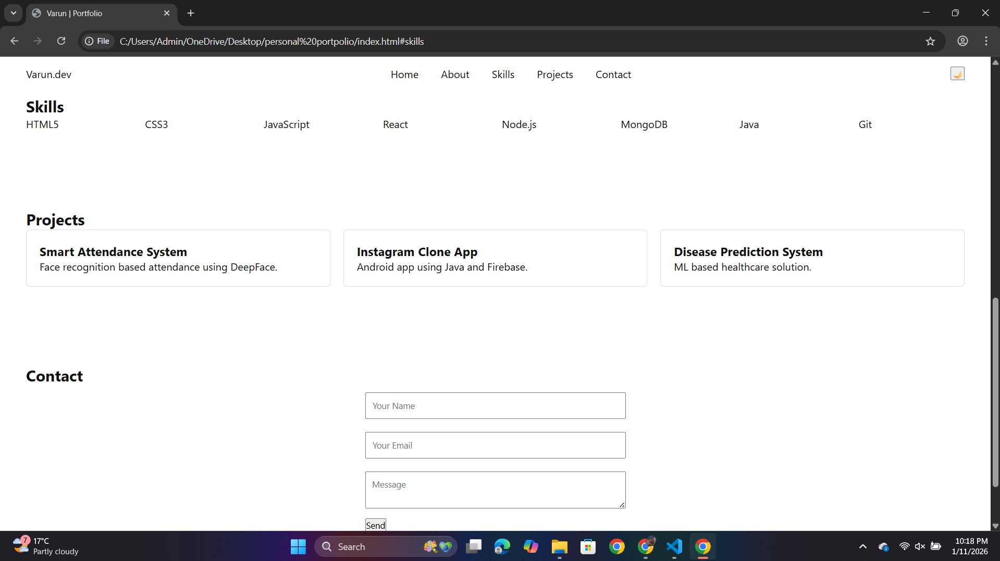 Varun | Portfolio
File
C:/Users/Admin/OneDrive/Desktop/personal%20portpolio/index.html#skills
Varun.dev
Home About Skills Projects Contact
Skills
HTML5 CSS3 JavaScript React Node.js MongoDB Java Git
Projects
Smart Attendance System
Face recognition based attendance using DeepFace.
Instagram Clone App
Android app using Java and Firebase.
Disease Prediction System
ML based healthcare solution.
Contact
Your Name
Your Email
Message
Send
7
17°C
Partly cloudy
Search
10:18 PM
1/11/2026